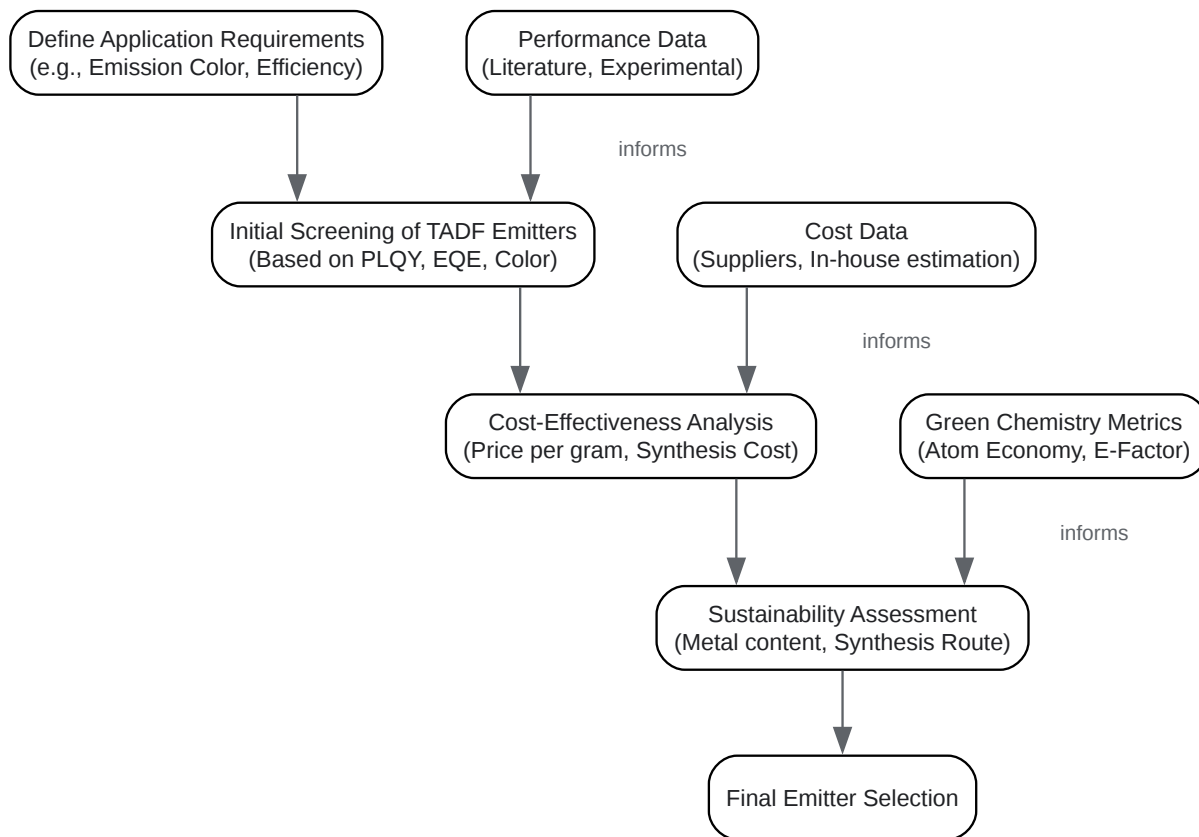 Define Application Requirements
(e.g., Emission Color, Efficiency)
Performance Data
(Literature, Experimental)
informs
Initial Screening of TADF Emitters
(Based on PLQY, EQE, Color)
Cost Data
(Suppliers, In-house estimation)
informs
Cost-Effectiveness Analysis
(Price per gram, Synthesis Cost)
Green Chemistry Metrics
(Atom Economy, E-Factor)
informs
Sustainability Assessment
(Metal content, Synthesis Route)
Final Emitter Selection